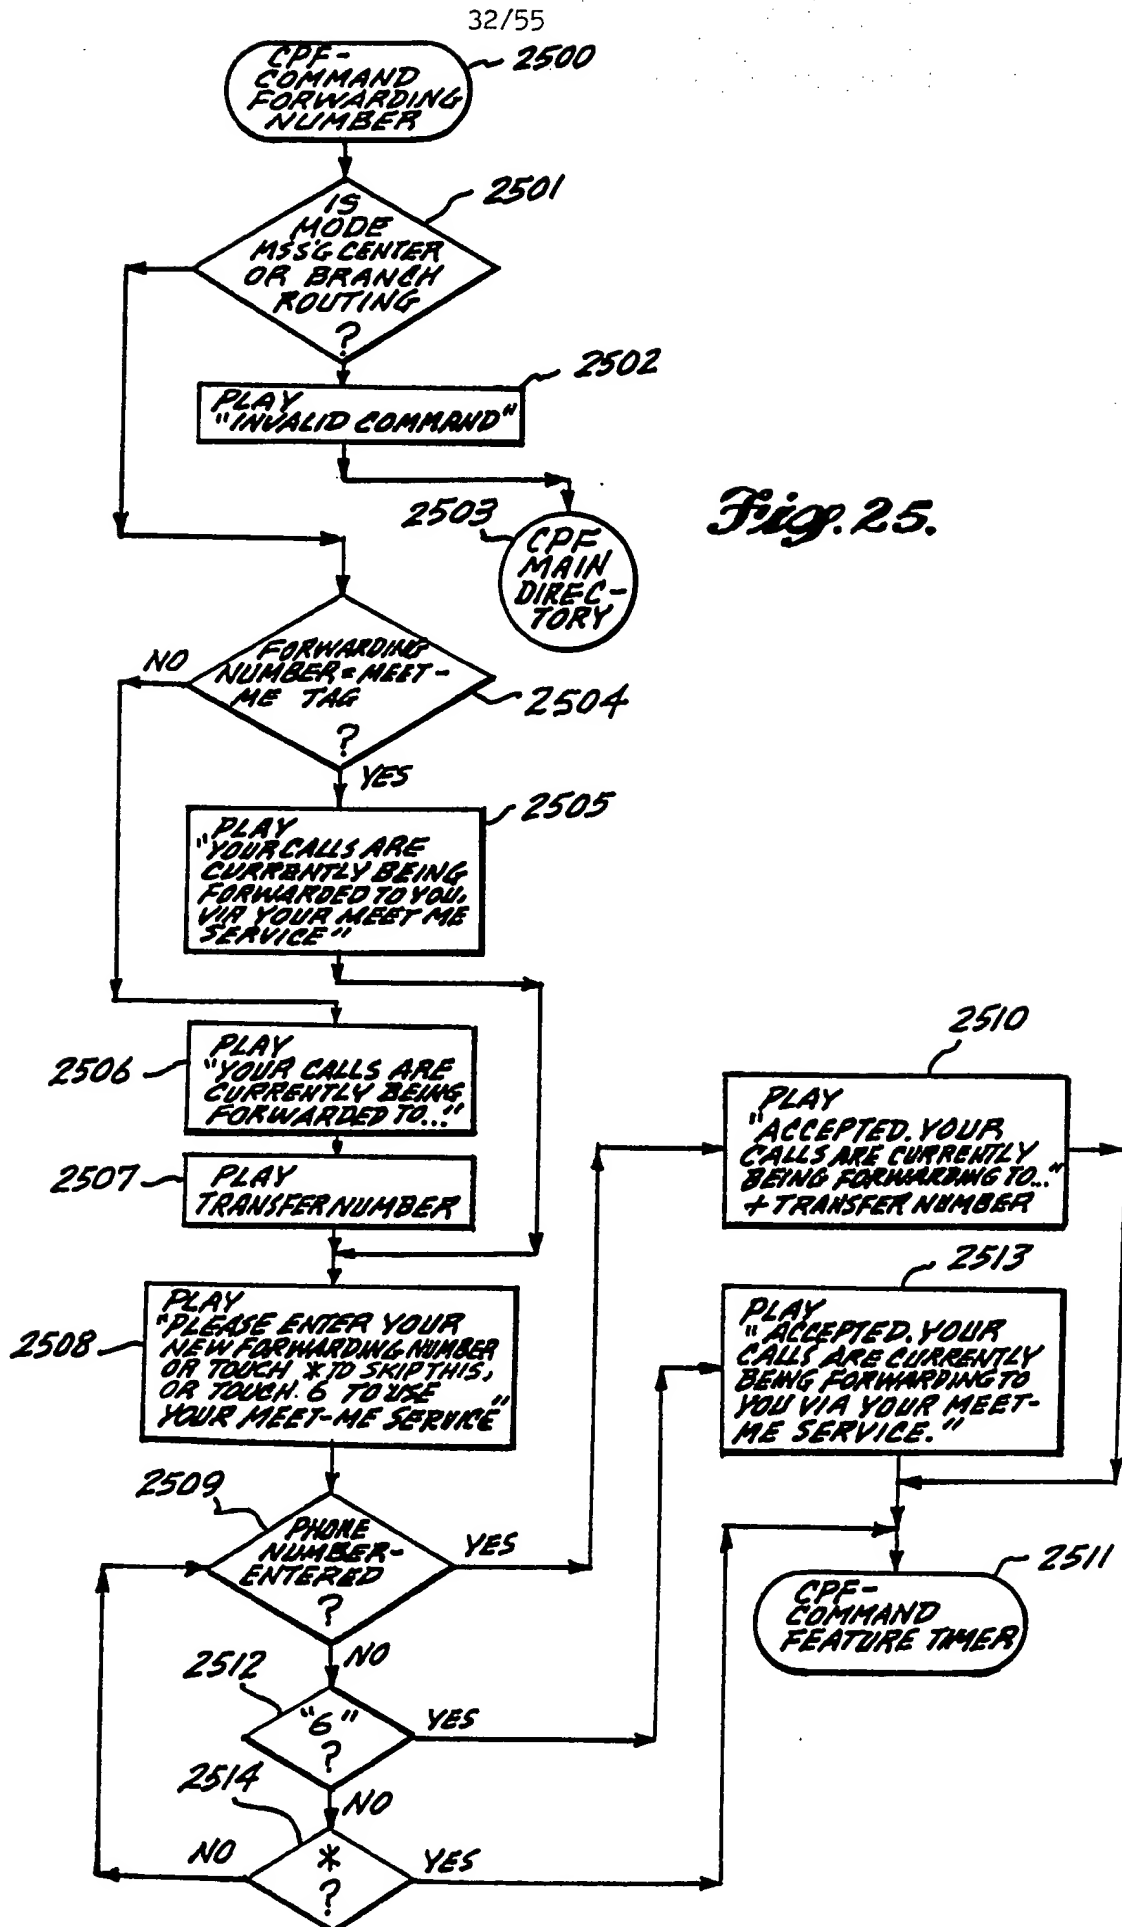 32/55
CPF-
COMMAND
FORWARDING
NUMBER
2500
IS
MODE
MSS'G CENTER
OR BRANCH
ROUTING
?
2501
PLAY
"INVALID COMMAND"
2502
2503
CPF
MAIN
DIREC-
TORY
Fig. 25.
NO
FORWARDING
NUMBER = MEET-
ME TAG
?
2504
YES
2505
PLAY
"YOUR CALLS ARE
CURRENTLY BEING
FORWARDED TO YOU,
VIA YOUR MEET ME
SERVICE"
2506
PLAY
"YOUR CALLS ARE
CURRENTLY BEING
FORWARDED TO..."
2507
PLAY
TRANSFER NUMBER
2508
PLAY
"PLEASE ENTER YOUR
NEW FORWARDING NUMBER
OR TOUCH * TO SKIP THIS,
OR TOUCH 6 TO USE
YOUR MEET-ME SERVICE"
2509
PHONE
NUMBER-
ENTERED
?
YES
NO
2512
"6"
?
YES
NO
2514
*
?
NO
YES
2510
PLAY
"ACCEPTED. YOUR
CALLS ARE CURRENTLY
BEING FORWARDING TO..."
+ TRANSFER NUMBER
2513
PLAY
"ACCEPTED. YOUR
CALLS ARE CURRENTLY
BEING FORWARDING TO
YOU VIA YOUR MEET-
ME SERVICE."
2511
CPF-
COMMAND
FEATURE TIMER